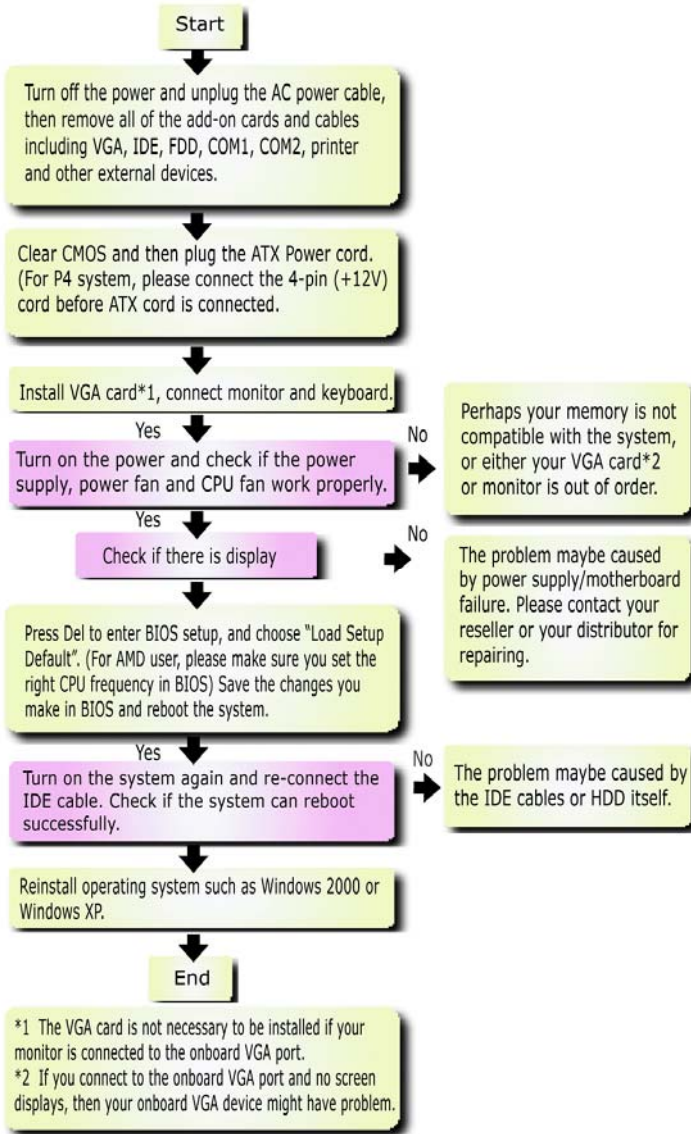 Start
Turn off the power and unplug the AC power cable,
then remove all of the add-on cards and cables
including VGA, IDE, FDD, COM1, COM2, printer
and other external devices.
Clear CMOS and then plug the ATX Power cord.
(For P4 system, please connect the 4-pin (+12V)
cord before ATX cord is connected.
Install VGA card*1, connect monitor and keyboard.
Yes
No
Turn on the power and check if the power
supply, power fan and CPU fan work properly.
Perhaps your memory is not
compatible with the system,
or either your VGA card*2
or monitor is out of order.
Yes
No
Check if there is display
The problem maybe caused
by power supply/motherboard
failure. Please contact your
reseller or your distributor for
repairing.
Press Del to enter BIOS setup, and choose “Load Setup
Default”. (For AMD user, please make sure you set the
right CPU frequency in BIOS) Save the changes you
make in BIOS and reboot the system.
Yes
No
Turn on the system again and re-connect the
IDE cable. Check if the system can reboot
successfully.
The problem maybe caused by
the IDE cables or HDD itself.
Reinstall operating system such as Windows 2000 or
Windows XP.
End
*1 The VGA card is not necessary to be installed if your
monitor is connected to the onboard VGA port.
*2 If you connect to the onboard VGA port and no screen
displays, then your onboard VGA device might have problem.